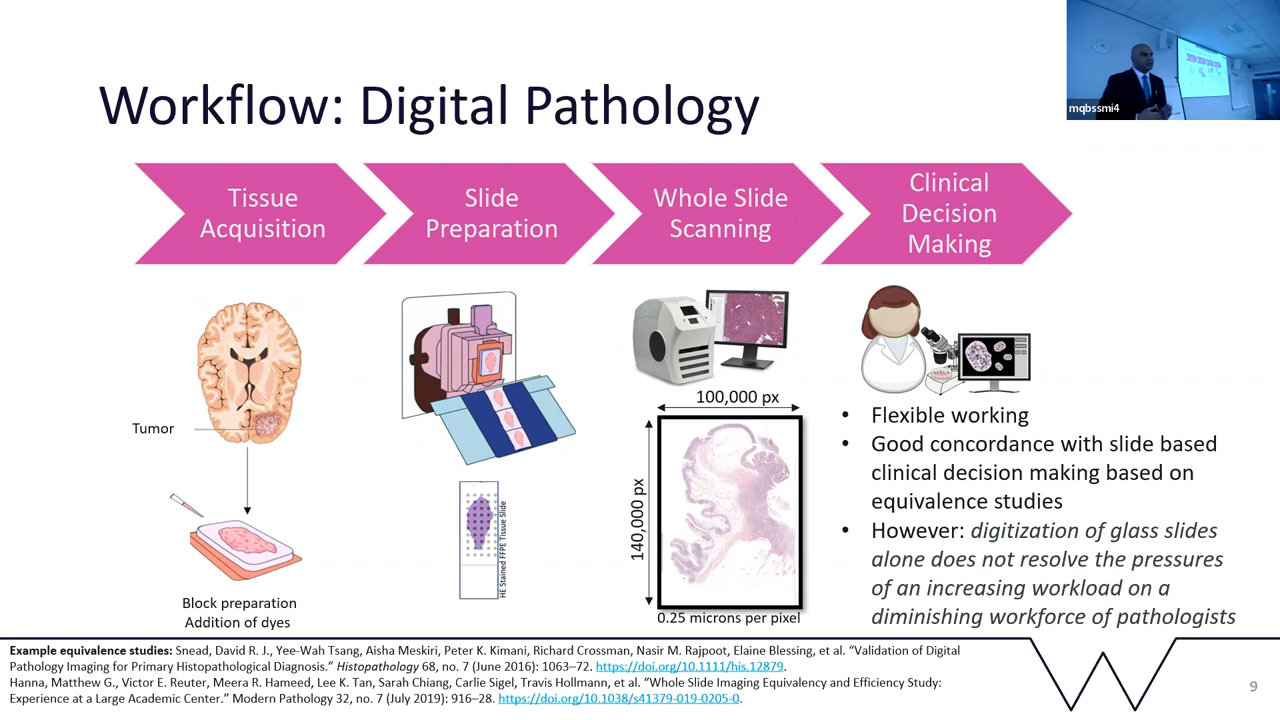 mqbssmi4
Workflow: Digital Pathology
Tissue
Acquisition
Slide
Preparation
Whole Slide
Scanning
Clinical
Decision
Making
Tumor
Block preparation
Addition of dyes
HE Stained FFPE Tissue Slide
100,000 px
140,000 px
0.25 microns per pixel
• Flexible working
• Good concordance with slide based
clinical decision making based on
equivalence studies
• However: digitization of glass slides
alone does not resolve the pressures
of an increasing workload on a
diminishing workforce of pathologists
Example equivalence studies: Snead, David R. J., Yee-Wah Tsang, Aisha Meskiri, Peter K. Kimani, Richard Crossman, Nasir M. Rajpoot, Elaine Blessing, et al. “Validation of Digital
Pathology Imaging for Primary Histopathological Diagnosis.” Histopathology 68, no. 7 (June 2016): 1063–72. https://doi.org/10.1111/his.12879.
Hanna, Matthew G., Victor E. Reuter, Meera R. Hameed, Lee K. Tan, Sarah Chiang, Carlie Sigel, Travis Hollmann, et al. “Whole Slide Imaging Equivalency and Efficiency Study:
Experience at a Large Academic Center.” Modern Pathology 32, no. 7 (July 2019): 916–28. https://doi.org/10.1038/s41379-019-0205-0.
9